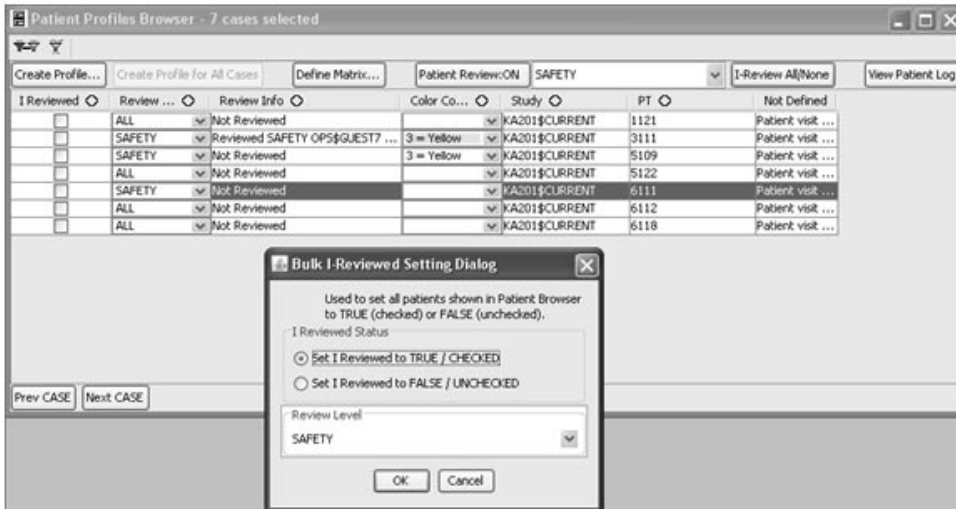 Patient Profiles Browser - 7 cases selected
Create Profile... Create Profile for All Cases Define Matrix... Patient Review:ON SAFETY I-Review All/None View Patient Log
I Reviewed Review ... Review Info Color Co... Study PT Not Defined
ALL Not Reviewed KA201$CURRENT 1121 Patient visit ...
SAFETY Reviewed SAFETY OPS$GUEST7 ... 3 = Yellow KA201$CURRENT 3111 Patient visit ...
SAFETY Not Reviewed 3 = Yellow KA201$CURRENT 5109 Patient visit ...
ALL Not Reviewed KA201$CURRENT 5122 Patient visit ...
SAFETY Not Reviewed KA201$CURRENT 6111 Patient visit ...
ALL Not Reviewed KA201$CURRENT 6112 Patient visit ...
ALL Not Reviewed KA201$CURRENT 6118 Patient visit ...
Bulk I-Reviewed Setting Dialog
Used to set all patients shown in Patient Browser
to TRUE (checked) or FALSE (unchecked).
I Reviewed Status
Set I Reviewed to TRUE / CHECKED
Set I Reviewed to FALSE / UNCHECKED
Prev CASE Next CASE
Review Level
SAFETY
OK Cancel